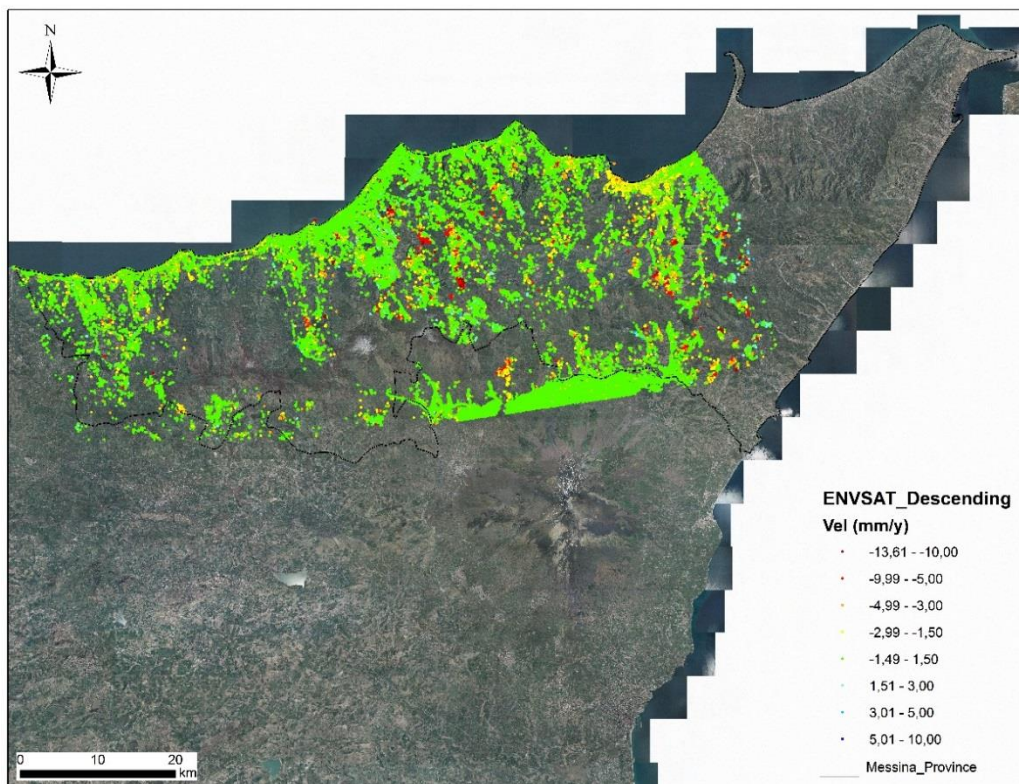 N
ENVSAT_Descending
Vel (mm/y)
-13,61 - -10,00
-9,99 - -5,00
-4,99 - -3,00
-2,99 - -1,50
-1,49 - 1,50
1,51 - 3,00
3,01 - 5,00
5,01 - 10,00
Messina_Province
0 10 20
km